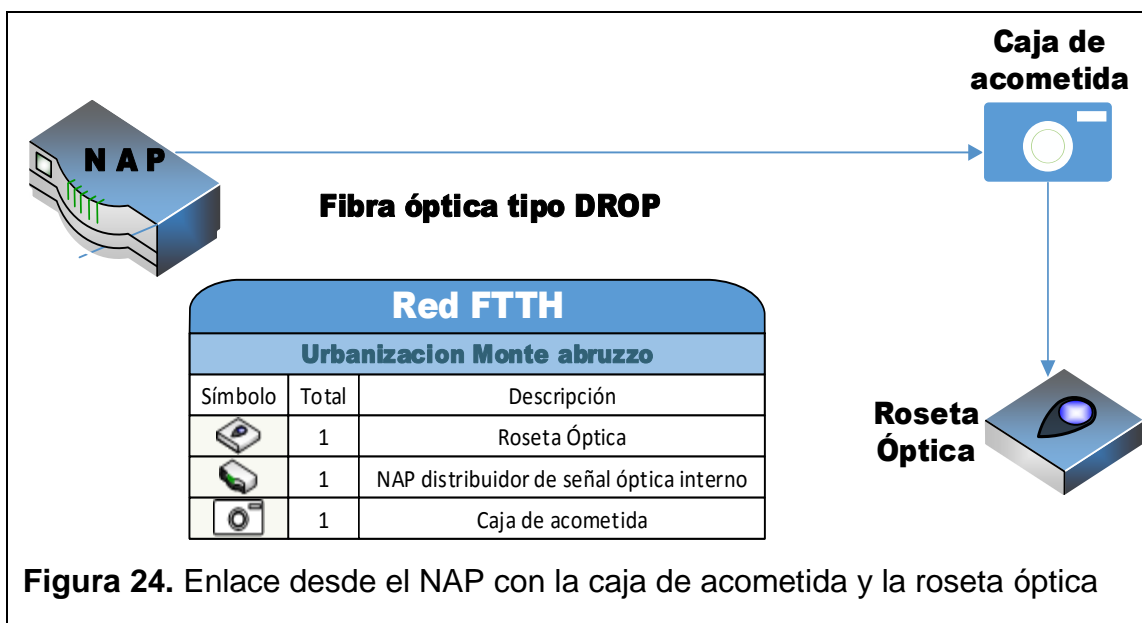 Caja de
acometida
NAP
Fibra óptica tipo DROP
Roseta
Óptica
Red FTTH
Urbanizacion Monte abruzzo
Símbolo Total Descripción
1 Roseta Óptica
1 NAP distribuidor de señal óptica interno
1 Caja de acometida
Figura 24. Enlace desde el NAP con la caja de acometida y la roseta óptica